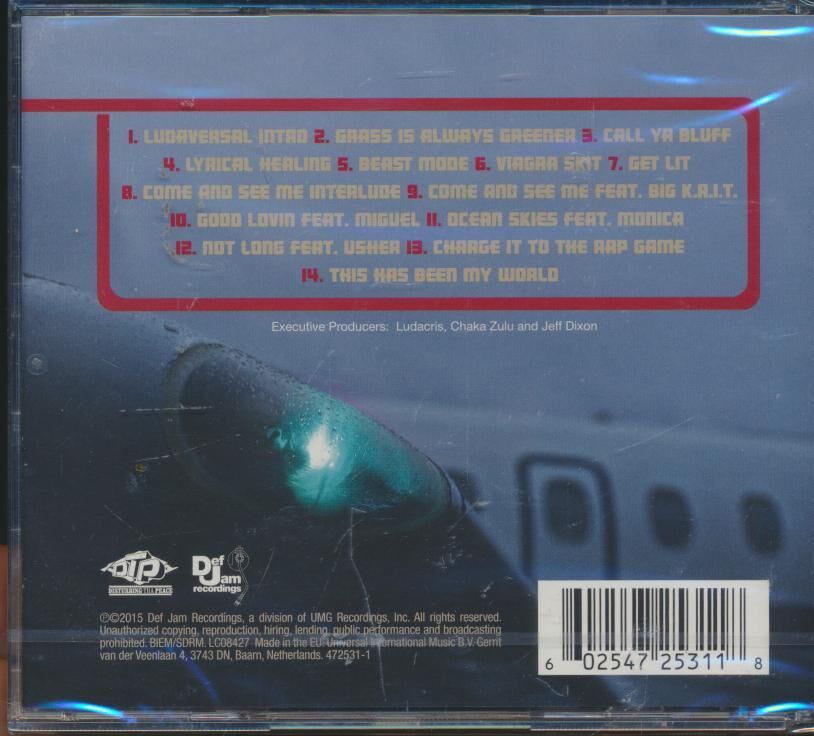 1. LUDAVERSAL INTRO 2. GRASS IS ALWAYS GREENER 3. CALL YA BLUFF
4. LYRICAL HEALING 5. BEAST MODE 6. VIAGRA SKIT 7. GET LIT
8. COME AND SEE ME INTERLUDE 9. COME AND SEE ME FEAT. BIG K.R.I.T.
10. GOOD LOVIN FEAT. MIGUEL 11. OCEAN SKIES FEAT. MONICA
12. NOT LONG FEAT. USHER 13. CHARGE IT TO THE RAP GAME
14. THIS HAS BEEN MY WORLD
Executive Producers: Ludacris, Chaka Zulu and Jeff Dixon
DTP
DISTURBING THA PEACE
Def
Jam
recordings
℗©2015 Def Jam Recordings, a division of UMG Recordings, Inc. All rights reserved.
Unauthorized copying, reproduction, hiring, lending, public performance and broadcasting
prohibited. BIEM/SDRM. LC08427 Made in the EU. Universal International Music B.V. Gerrit
van der Veenlaan 4, 3743 DN, Baarn, Netherlands. 472531-1
6 02547 25311 8